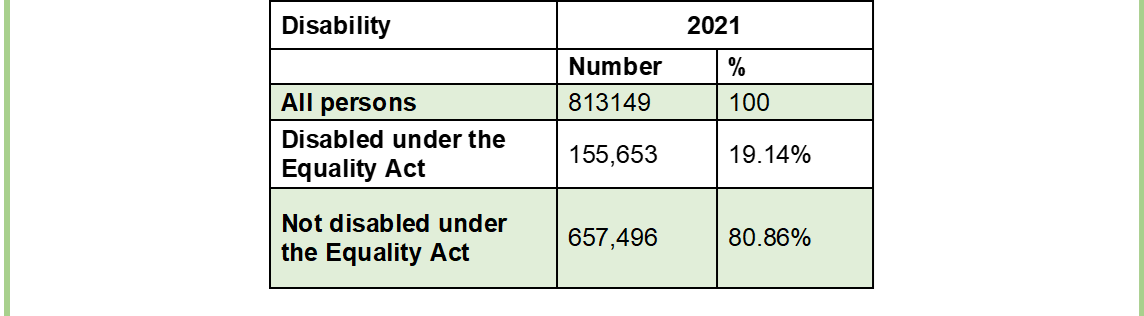 Disability 2021
Number %
All persons 813149 100
Disabled under the
Equality Act 155,653 19.14%
Not disabled under
the Equality Act 657,496 80.86%